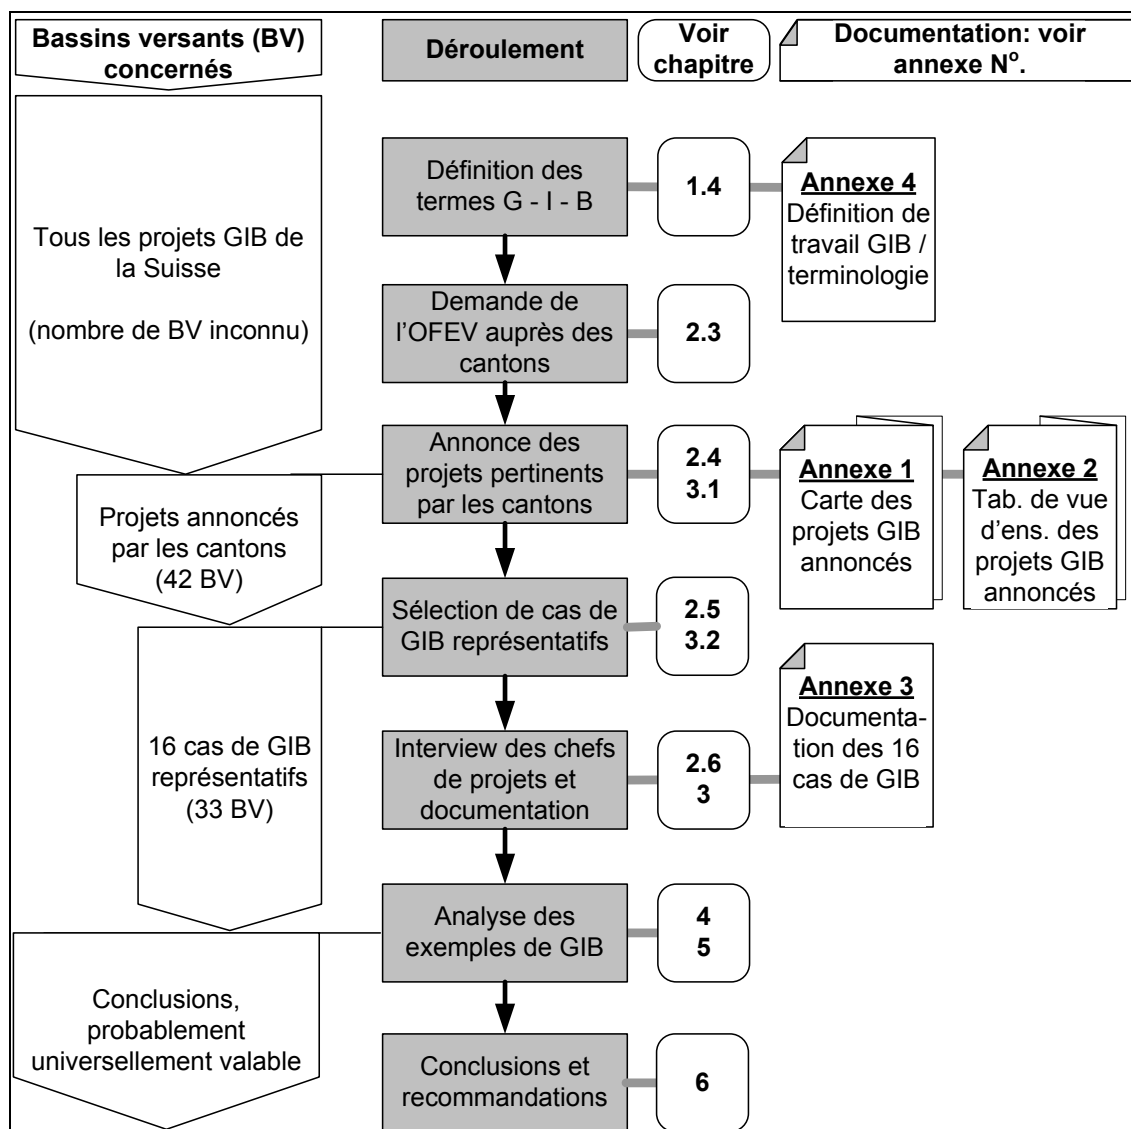 Bassins versants (BV)
concernés
Déroulement
Voir
chapitre
Documentation: voir
annexe Nº.
Tous les projets GIB de
la Suisse
(nombre de BV inconnu)
Définition des
termes G - I - B
1.4
Annexe 4
Définition de
travail GIB /
terminologie
Demande de
l'OFEV auprès des
cantons
2.3
Annonce des
projets pertinents
par les cantons
2.4
3.1
Annexe 1
Carte des
projets GIB
annoncés
Annexe 2
Tab. de vue
d'ens. des
projets GIB
annoncés
Projets annoncés
par les cantons
(42 BV)
Sélection de cas de
GIB représentatifs
2.5
3.2
16 cas de GIB
représentatifs
(33 BV)
Interview des chefs
de projets et
documentation
2.6
3
Annexe 3
Documenta-
tion des 16
cas de GIB
Analyse des
exemples de GIB
4
5
Conclusions,
probablement
universellement valable
Conclusions et
recommandations
6